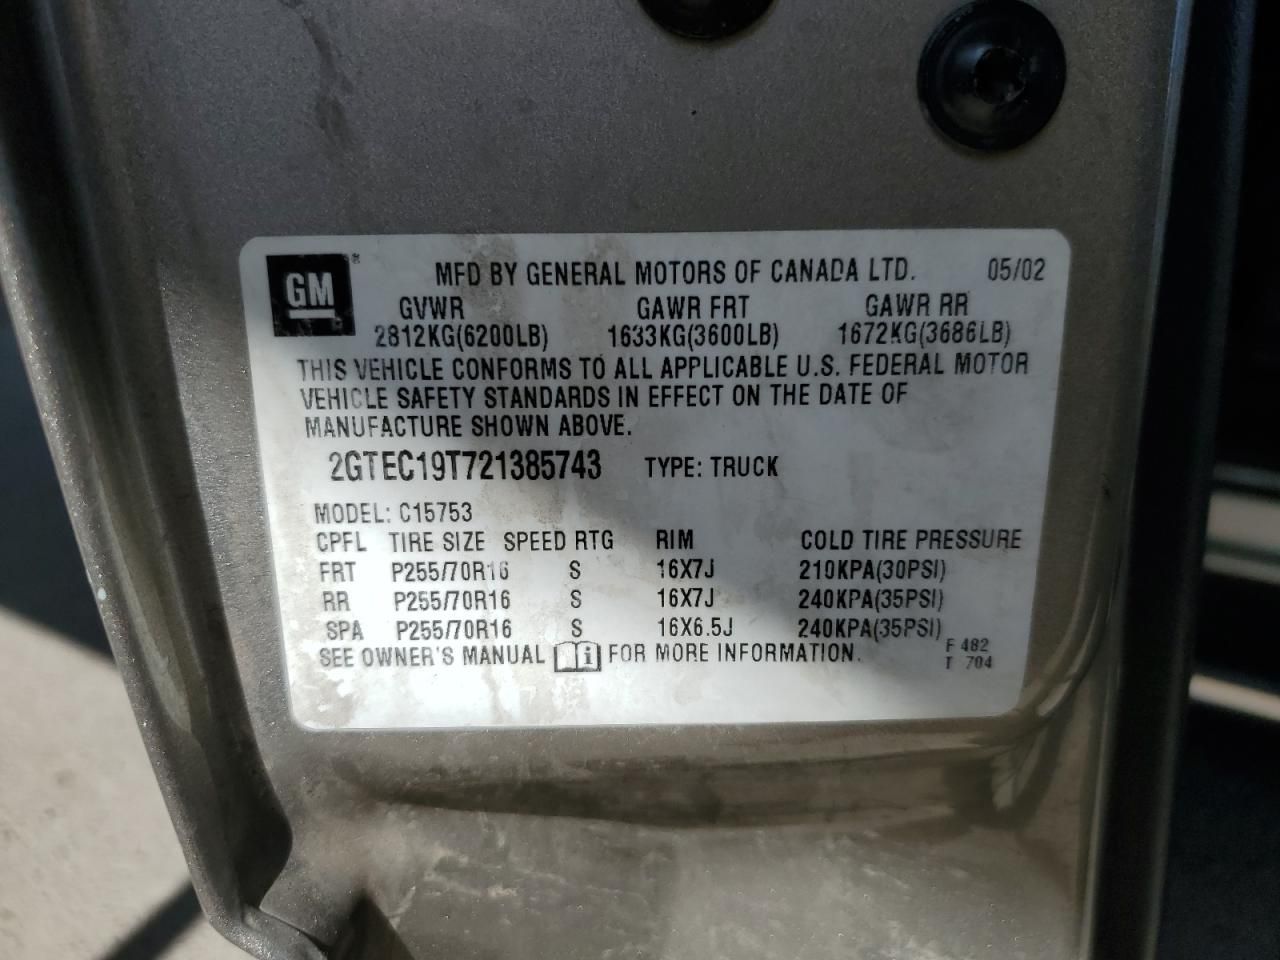 GM®
MFD BY GENERAL MOTORS OF CANADA LTD. 05/02
GVWR GAWR FRT GAWR RR
2812KG(6200LB) 1633KG(3600LB) 1672KG(3686LB)
THIS VEHICLE CONFORMS TO ALL APPLICABLE U.S. FEDERAL MOTOR
VEHICLE SAFETY STANDARDS IN EFFECT ON THE DATE OF
MANUFACTURE SHOWN ABOVE.
2GTEC19T721385743 TYPE: TRUCK
MODEL: C15753
CPFL TIRE SIZE SPEED RTG RIM COLD TIRE PRESSURE
FRT P255/70R16 S 16X7J 210KPA(30PSI)
RR P255/70R16 S 16X7J 240KPA(35PSI)
SPA P255/70R16 S 16X6.5J 240KPA(35PSI)
SEE OWNER'S MANUAL i FOR MORE INFORMATION. F 482
T 704